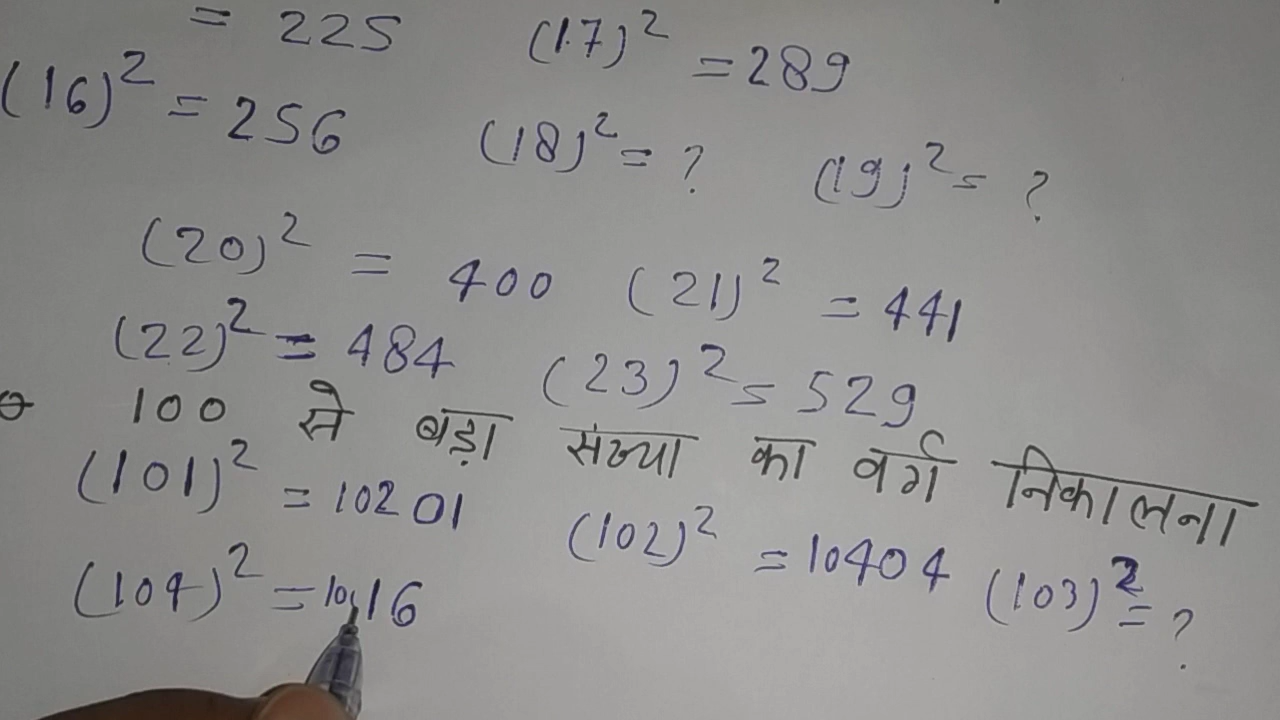 = 225 (17)² = 289
(16)² = 256 (18)² = ? (19)² = ?
(20)² = 400 (21)² = 441
(22)² = 484 (23)² = 529
100 से बड़ा संख्या का वर्ग निकालना
(101)² = 10201 (102)² = 10404 (103)² = ?
(104)² = 10 16